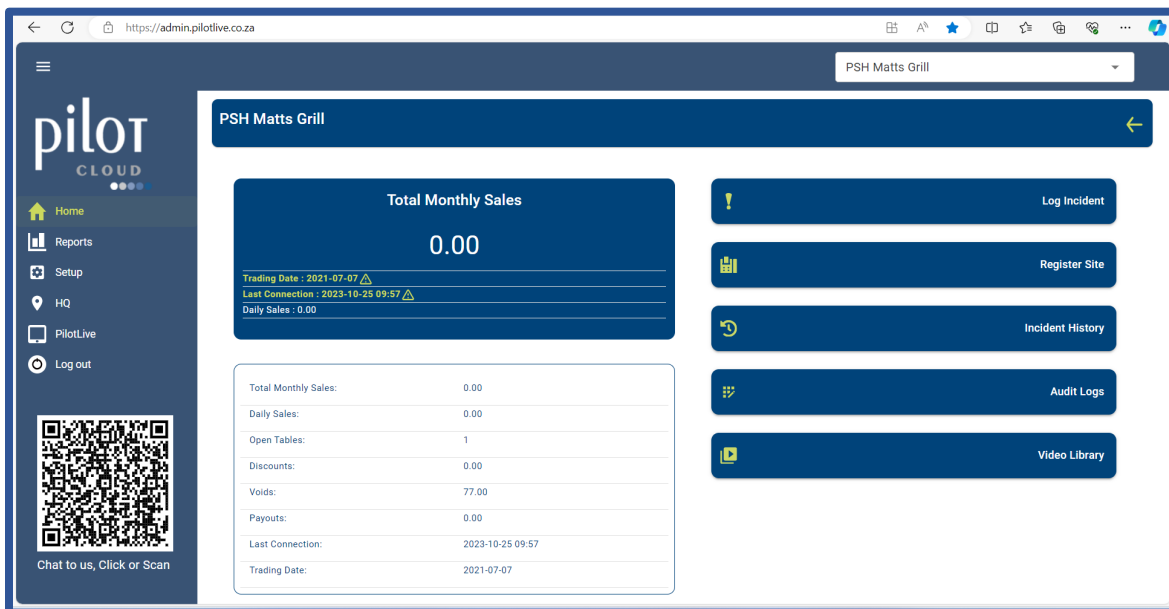 https://admin.pilotlive.co.za
PSH Matts Grill
pilot
CLOUD
Home
Reports
Setup
HQ
PilotLive
Log out
Chat to us, Click or Scan
PSH Matts Grill
Total Monthly Sales
0.00
Trading Date : 2021-07-07
Last Connection : 2023-10-25 09:57
Daily Sales : 0.00
Total Monthly Sales: 0.00
Daily Sales: 0.00
Open Tables: 1
Discounts: 0.00
Voids: 77.00
Payouts: 0.00
Last Connection: 2023-10-25 09:57
Trading Date: 2021-07-07
Log Incident
Register Site
Incident History
Audit Logs
Video Library